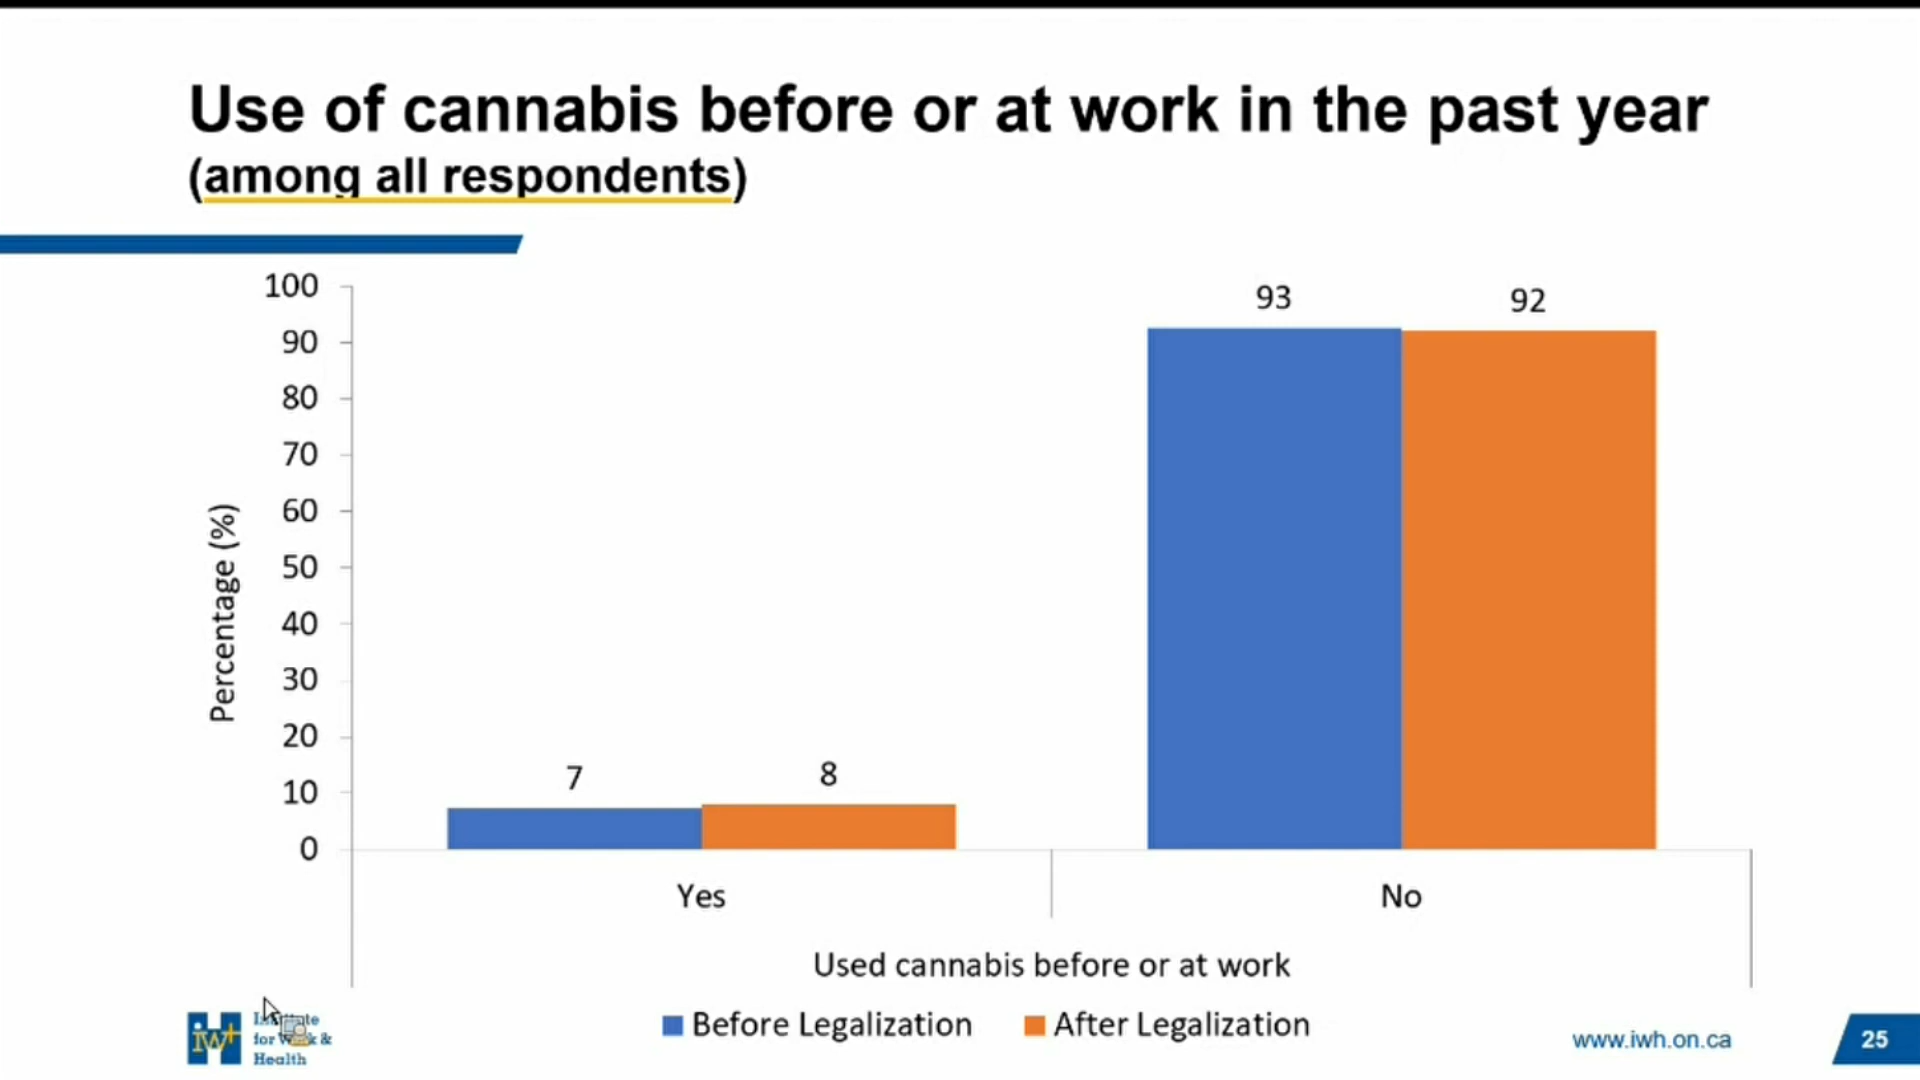 Use of cannabis before or at work in the past year
(among all respondents)
100
90
80
70
60
50
40
30
20
10
0
Percentage (%)
7
8
93
92
Yes
No
Used cannabis before or at work
Before Legalization
After Legalization
iw+
for
&
Health
www.iwh.on.ca
25